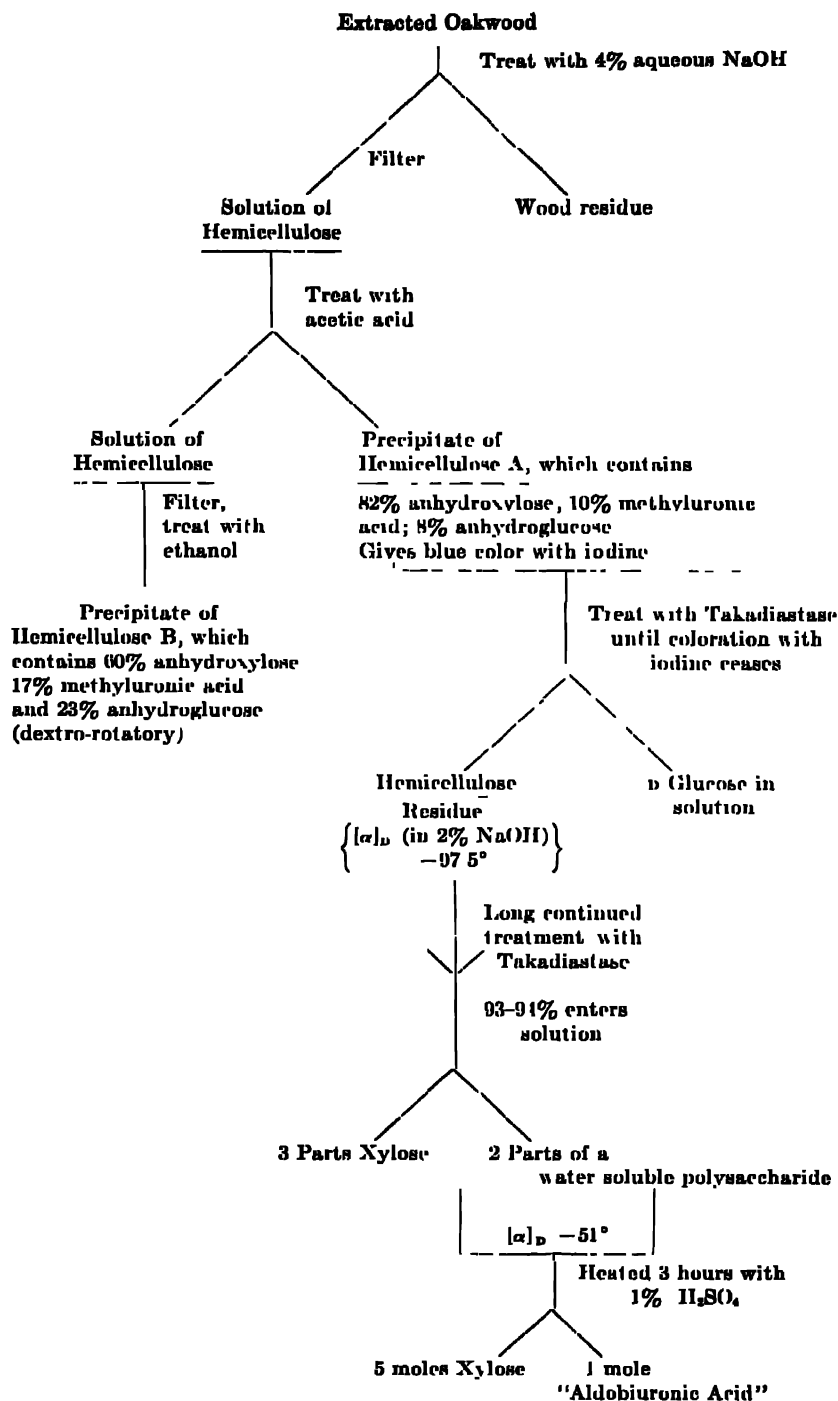 Extracted Oakwood
Treat with 4% aqueous NaOH
Filter
Solution of
Hemicellulose
Wood residue
Treat with
acetic acid
Solution of
Hemicellulose
Filter,
treat with
ethanol
Precipitate of
Hemicellulose B, which
contains 60% anhydroxylose
17% methyluronic acid
and 23% anhydroglucose
(dextro-rotatory)
Precipitate of
Hemicellulose A, which contains
82% anhydroxylose, 10% methyluronic
acid; 8% anhydroglucose
Gives blue color with iodine
Treat with Takadiastase
until coloration with
iodine ceases
Hemicellulose
Residue
{[α]D (in 2% NaOH)
−97 5°}
D Glucose in
solution
Long continued
treatment with
Takadiastase
93–94% enters
solution
3 Parts Xylose
2 Parts of a
water soluble polysaccharide
[α]D −51°
Heated 3 hours with
1% H₂SO₄
5 moles Xylose
1 mole
"Aldobiuronic Acid"